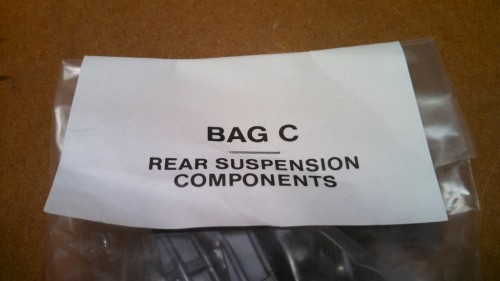 BAG C
REAR SUSPENSION
COMPONENTS